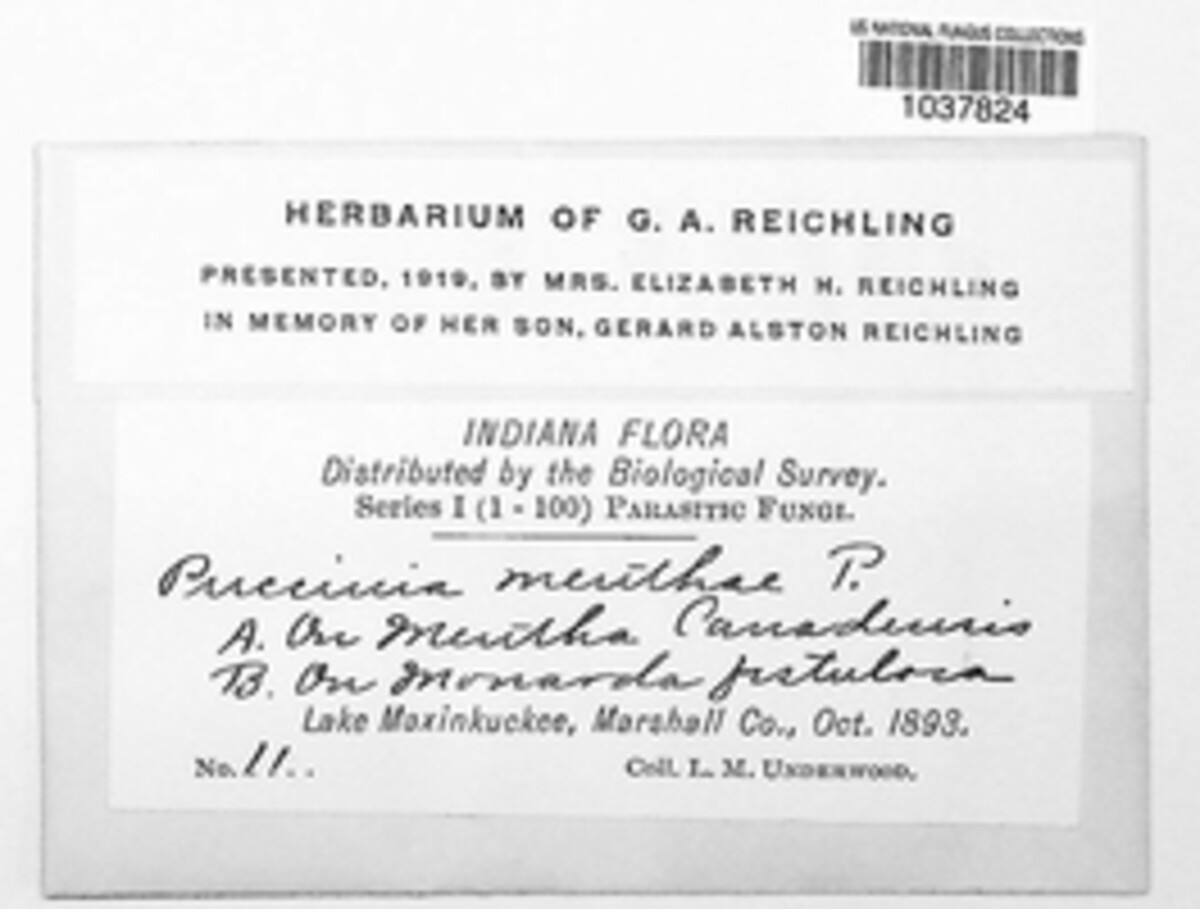 US NATIONAL FUNGUS COLLECTIONS
1037824
HERBARIUM OF G. A. REICHLING
PRESENTED, 1919, BY MRS. ELIZABETH H. REICHLING
IN MEMORY OF HER SON, GERARD ALSTON REICHLING
INDIANA FLORA
Distributed by the Biological Survey.
Series I (1 - 100) PARASITIC FUNGI.
Puccinia menthae P.
A. On Mentha Canadensis
B. On Monarda fistulosa
Lake Maxinkuckee, Marshall Co., Oct. 1893.
No. 11..
Coll. L. M. UNDERWOOD.